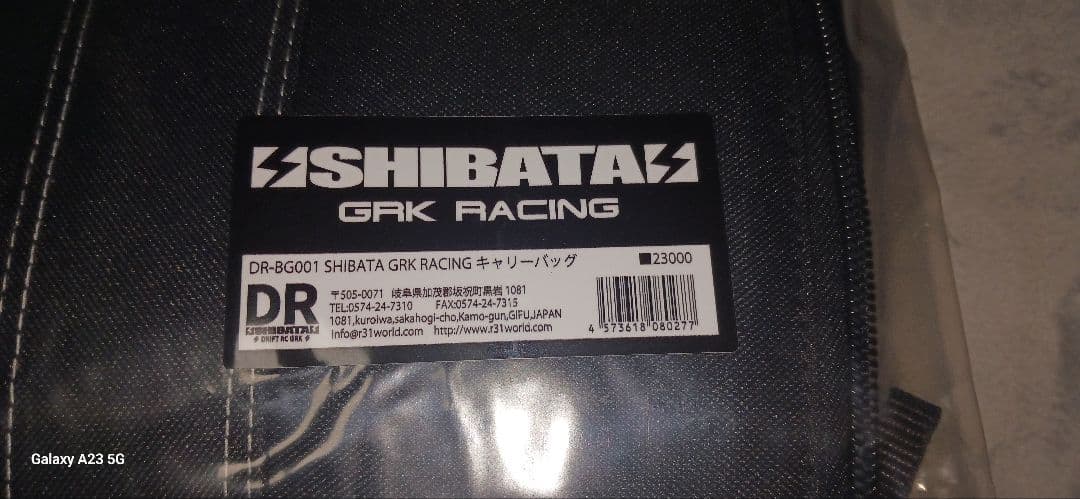 SHIBATA
GRK RACING
DR-BG001 SHIBATA GRK RACING キャリーバッグ ■23000
DR
SHIBATA
DRIFT RC GRK
〒505-0071 岐阜県加茂郡坂祝町黒岩 1081
TEL:0574-24-7310 FAX:0574-24-7315
1081,kuroiwa,sakahogi-cho,Kamo-gun,GIFU,JAPAN
Info@r31world.com http://www.r31world.com
4 573618 080277
Galaxy A23 5G